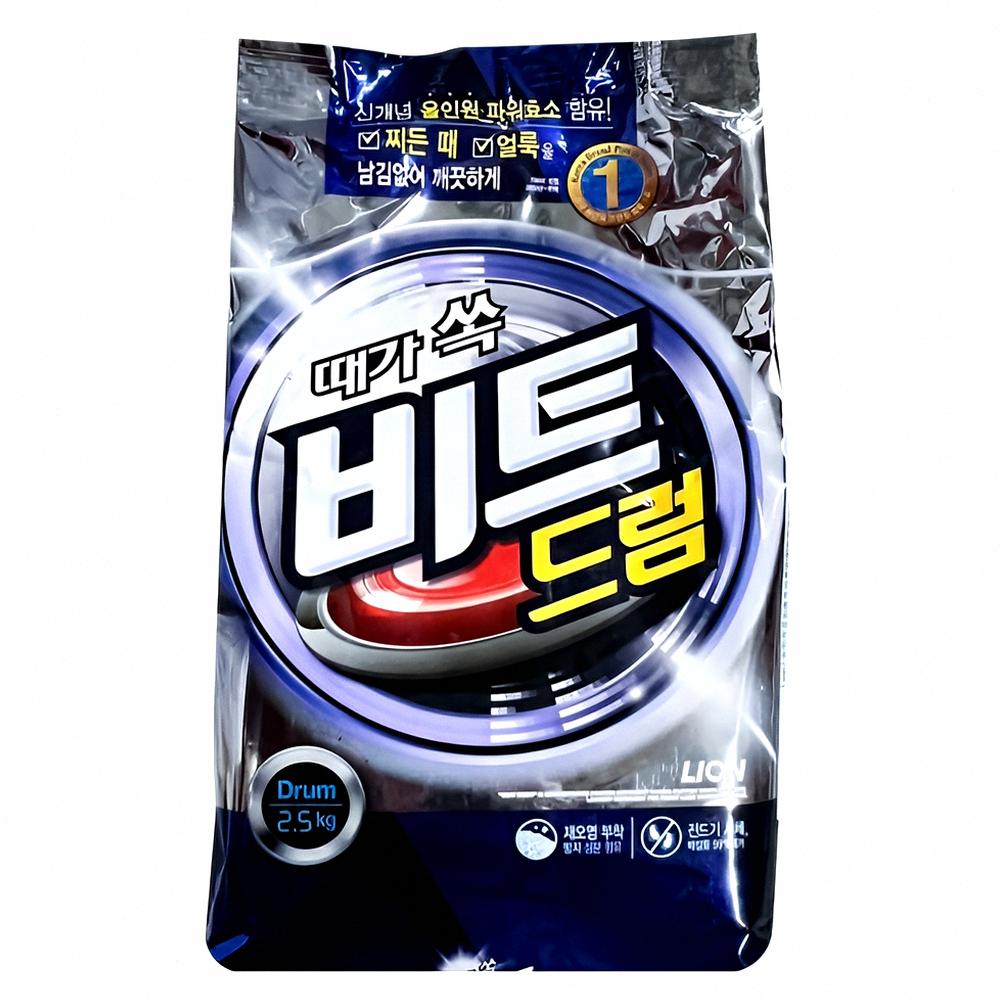 신개념 올인원 파워효소 함유!
찌든 때 얼룩을
남김없이 깨끗하게
1
때가 쏙
비트
드럼
LION
Drum
2.5kg
재오염 부착
진드기